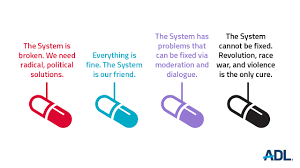 The System is
broken. We need
radical, political
solutions.
Everything is
fine. The System
is our friend.
The System has
problems that
can be fixed via
moderation and
dialogue.
The System
cannot be fixed.
Revolution, race
war, and violence
is the only cure.
ADL